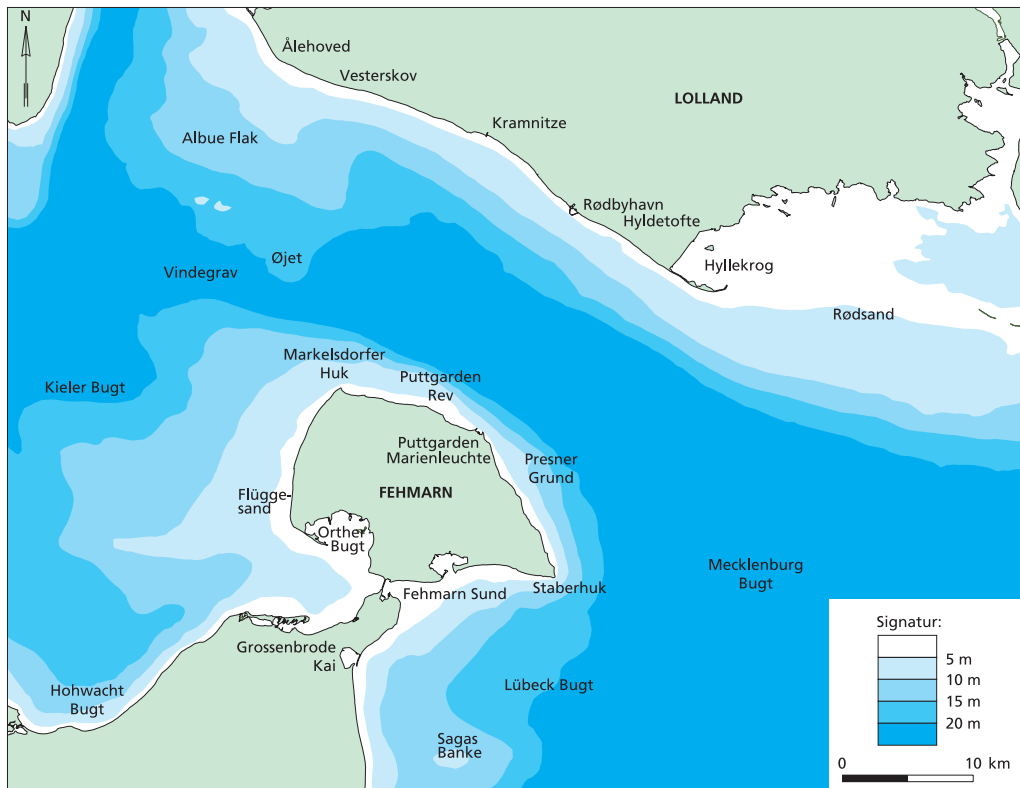 N
Ålehoved
Vesterskov
LOLLAND
Kramnitze
Albue Flak
Rødbyhavn
Hyldetofte
Øjet
Vindegrav
Hyllekrog
Rødsand
Markelsdorfer
Huk
Puttgarden
Rev
Kieler Bugt
Puttgarden
Marienleuchte
Presner
Grund
FEHMARN
Flügge-
sand
Orther
Bugt
Mecklenburg
Bugt
Fehmarn Sund
Staberhuk
Grossenbrode
Kai
Lübeck Bugt
Hohwacht
Bugt
Sagas
Banke
Signatur:
5 m
10 m
15 m
20 m
0 10 km